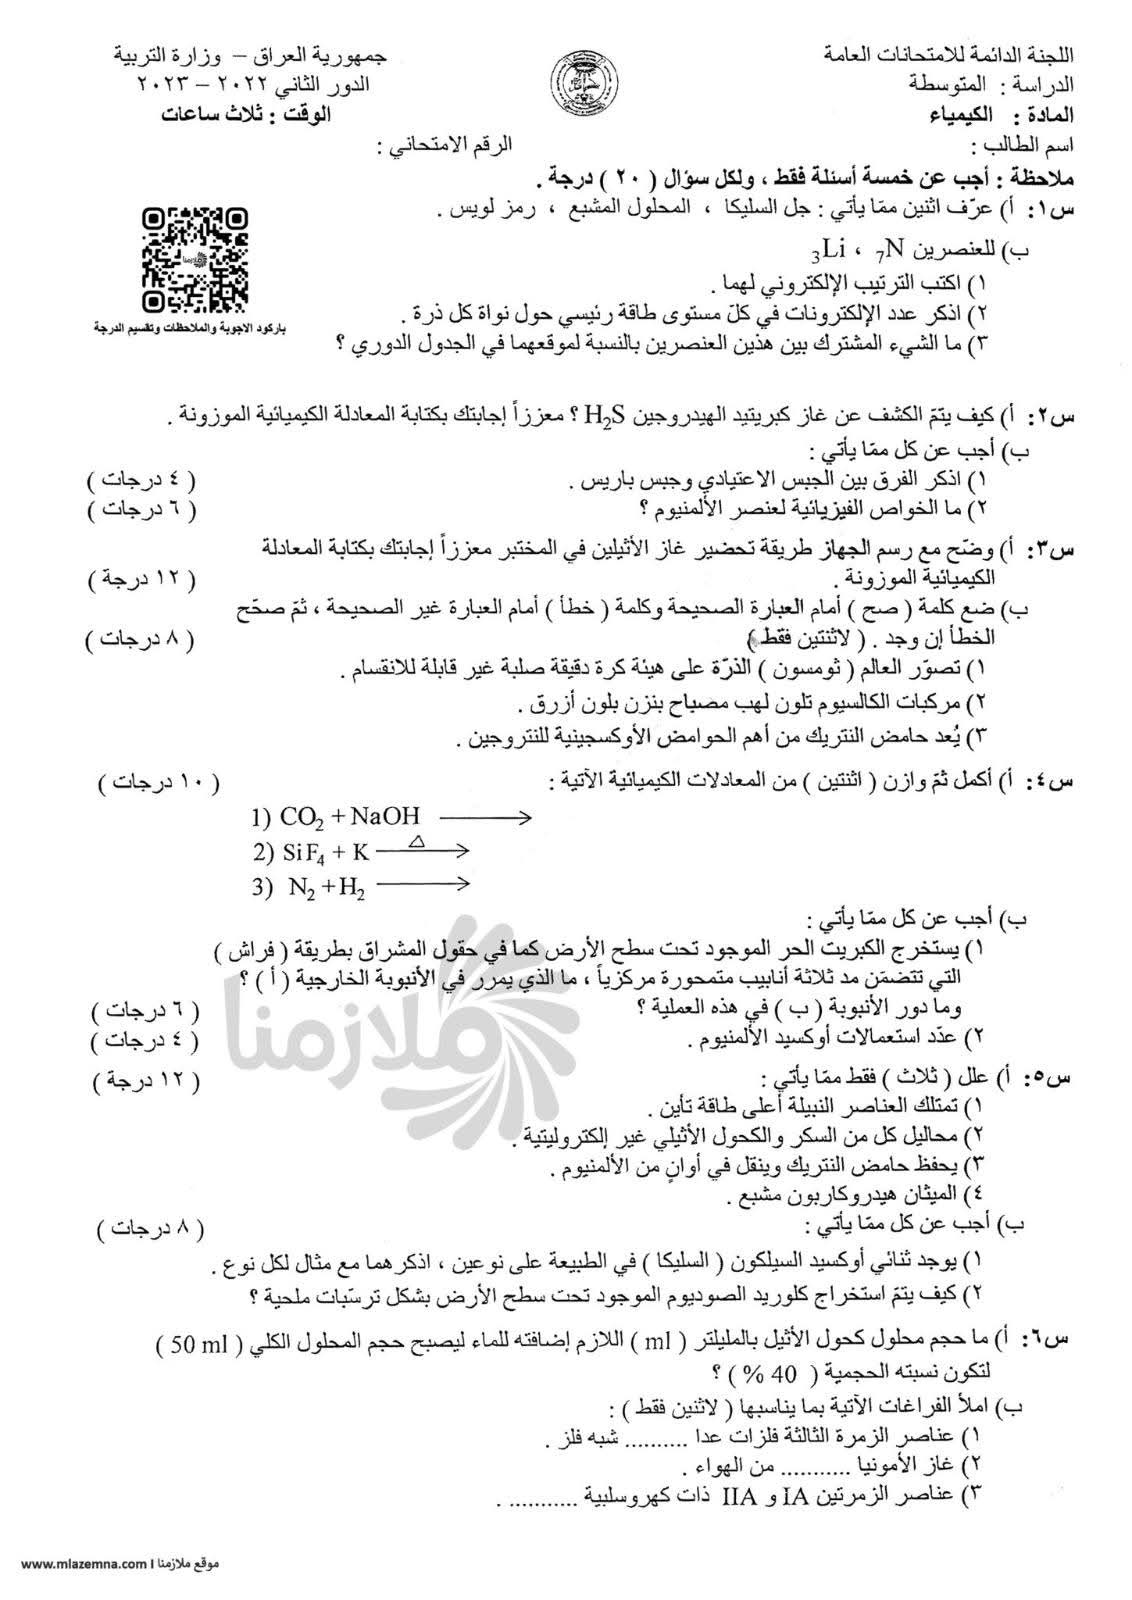 اللجنة الدائمة للامتحانات العامة
جمهورية العراق – وزارة التربية
الدراسة : المتوسطة
الدور الثاني ٢٠٢٢ – ٢٠٢٣
المادة : الكيمياء
الوقت : ثلاث ساعات
اسم الطالب :
الرقم الامتحاني :
ملاحظة : أجب عن خمسة أسئلة فقط ، ولكل سؤال ( ٢٠ ) درجة .
س١: أ) عرّف اثنين ممّا يأتي : جل السليكا ، المحلول المشبع ، رمز لويس .
ب) للعنصرين ₇N ، ₃Li
١) اكتب الترتيب الإلكتروني لهما .
٢) اذكر عدد الإلكترونات في كلّ مستوى طاقة رئيسي حول نواة كل ذرة .
٣) ما الشيء المشترك بين هذين العنصرين بالنسبة لموقعهما في الجدول الدوري ؟
ملازمنا
باركود الاجوبة والملاحظات وتقسيم الدرجة
س٢: أ) كيف يتمّ الكشف عن غاز كبريتيد الهيدروجين H₂S ؟ معززاً إجابتك بكتابة المعادلة الكيميائية الموزونة .
ب) أجب عن كل ممّا يأتي :
١) اذكر الفرق بين الجبس الاعتيادي وجبس باريس . ( ٤ درجات )
٢) ما الخواص الفيزيائية لعنصر الألمنيوم ؟ ( ٦ درجات )
س٣: أ) وضّح مع رسم الجهاز طريقة تحضير غاز الأثيلين في المختبر معززاً إجابتك بكتابة المعادلة
الكيميائية الموزونة . ( ١٢ درجة )
ب) ضع كلمة ( صح ) أمام العبارة الصحيحة وكلمة ( خطأ ) أمام العبارة غير الصحيحة ، ثمّ صحّح
الخطأ إن وجد . ( لاثنتين فقط ) ( ٨ درجات )
١) تصوّر العالم ( ثومسون ) الذرّة على هيئة كرة دقيقة صلبة غير قابلة للانقسام .
٢) مركبات الكالسيوم تلون لهب مصباح بنزن بلون أزرق .
٣) يُعد حامض النتريك من أهم الحوامض الأوكسجينية للنتروجين .
س٤: أ) أكمل ثمّ وازن ( اثنتين ) من المعادلات الكيميائية الآتية : ( ١٠ درجات )
1) CO₂ + NaOH ⟶
2) SiF₄ + K —Δ⟶
3) N₂ + H₂ ⟶
ب) أجب عن كل ممّا يأتي :
١) يستخرج الكبريت الحر الموجود تحت سطح الأرض كما في حقول المشراق بطريقة ( فراش )
التي تتضمّن مد ثلاثة أنابيب متمحورة مركزياً ، ما الذي يمرر في الأنبوبة الخارجية ( أ ) ؟
وما دور الأنبوبة ( ب ) في هذه العملية ؟ ( ٦ درجات )
٢) عدّد استعمالات أوكسيد الألمنيوم . ( ٤ درجات )
ملازمنا
س٥: أ) علل ( ثلاث ) فقط ممّا يأتي : ( ١٢ درجة )
١) تمتلك العناصر النبيلة أعلى طاقة تأين .
٢) محاليل كل من السكر والكحول الأثيلي غير إلكتروليتية .
٣) يحفظ حامض النتريك وينقل في أوانٍ من الألمنيوم .
٤) الميثان هيدروكاربون مشبع .
ب) أجب عن كل ممّا يأتي : ( ٨ درجات )
١) يوجد ثنائي أوكسيد السيلكون ( السليكا ) في الطبيعة على نوعين ، اذكرهما مع مثال لكل نوع .
٢) كيف يتمّ استخراج كلوريد الصوديوم الموجود تحت سطح الأرض بشكل ترسّبات ملحية ؟
س٦: أ) ما حجم محلول كحول الأثيل بالمليلتر ( ml ) اللازم إضافته للماء ليصبح حجم المحلول الكلي ( 50 ml )
لتكون نسبته الحجمية ( 40 % ) ؟
ب) املأ الفراغات الآتية بما يناسبها ( لاثنين فقط ) :
١) عناصر الزمرة الثالثة فلزات عدا .......... شبه فلز .
٢) غاز الأمونيا ........... من الهواء .
٣) عناصر الزمرتين IA و IIA ذات كهروسلبية ........... .
موقع ملازمنا | www.mlazemna.com